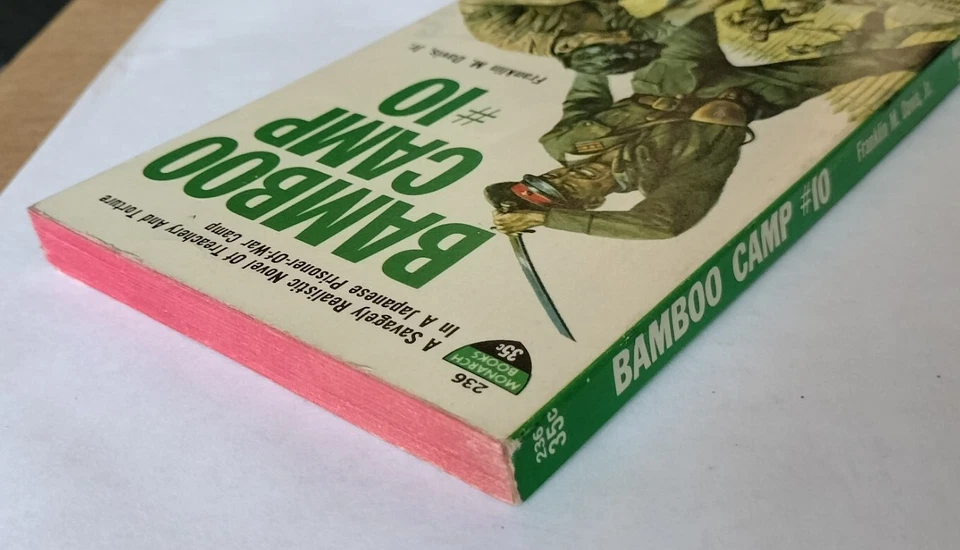 236
MONARCH
BOOKS
35c
A Savagely Realistic Novel Of Treachery And Torture
In A Japanese Prisoner-Of-War Camp
BAMBOO
CAMP
#10
Franklin M. Davis, Jr.
236
35c
BAMBOO CAMP #10
Franklin M. Davis, Jr.